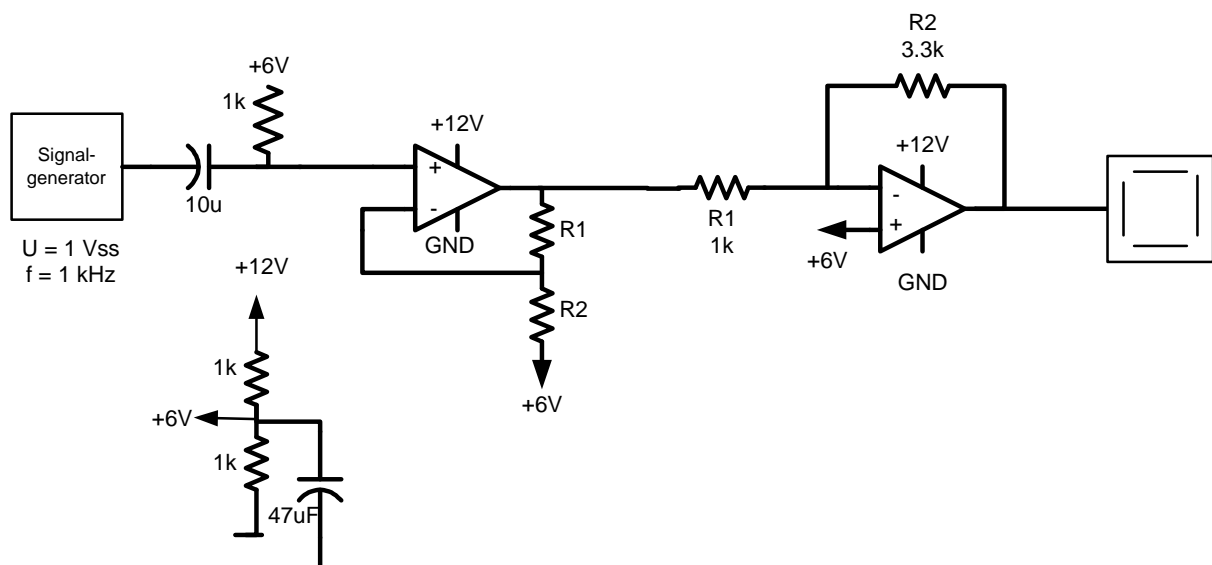 R2
3.3k
+6V
1k
+12V
+12V
Signal-
generator
+
-
10u
GND
R1
R1
1k
-
+
+6V
GND
U = 1 Vss
f = 1 kHz
+12V
R2
1k
+6V
+6V
1k
47uF